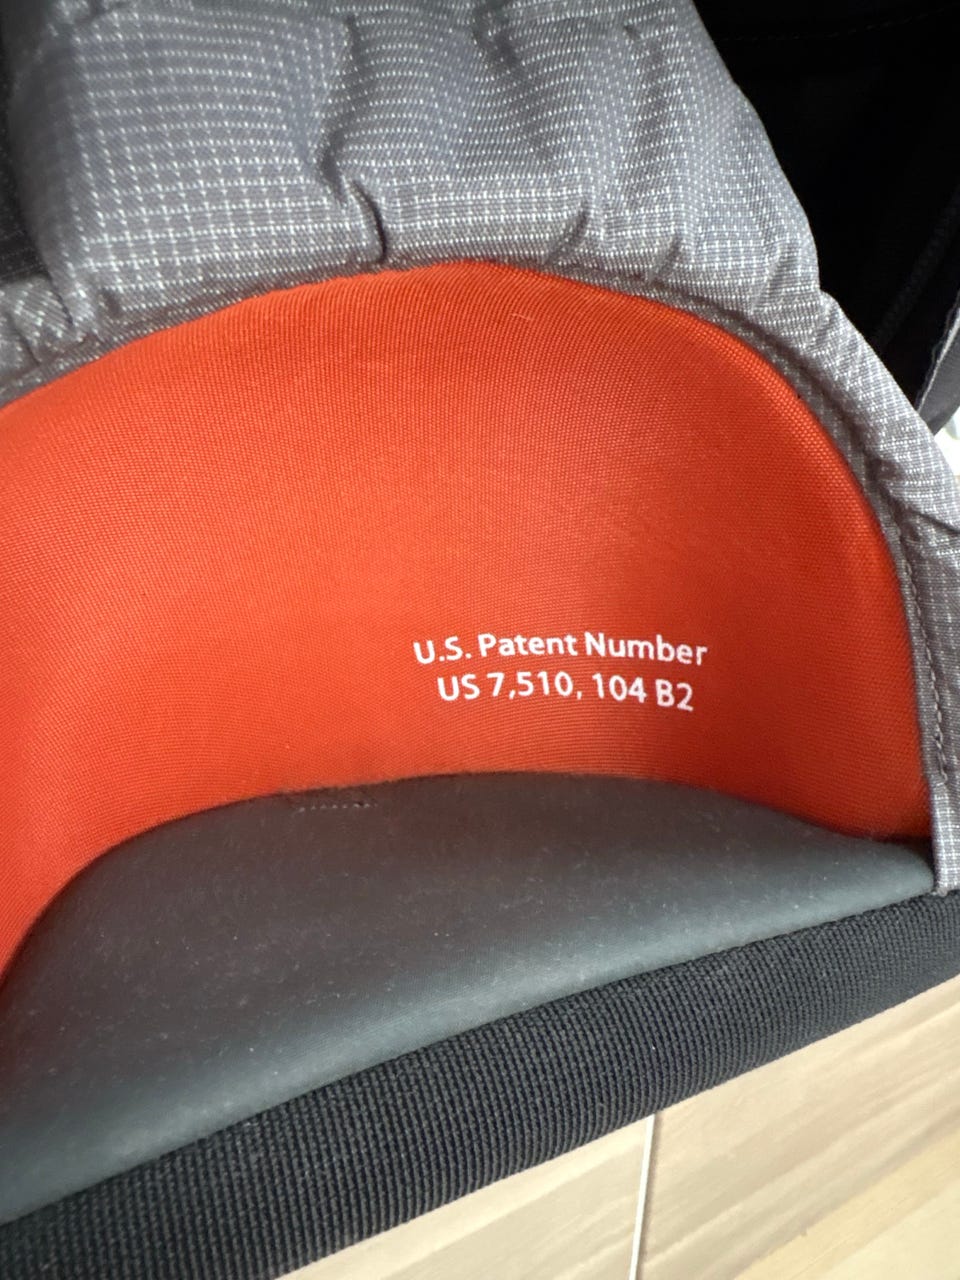 U.S. Patent Number
US 7,510, 104 B2